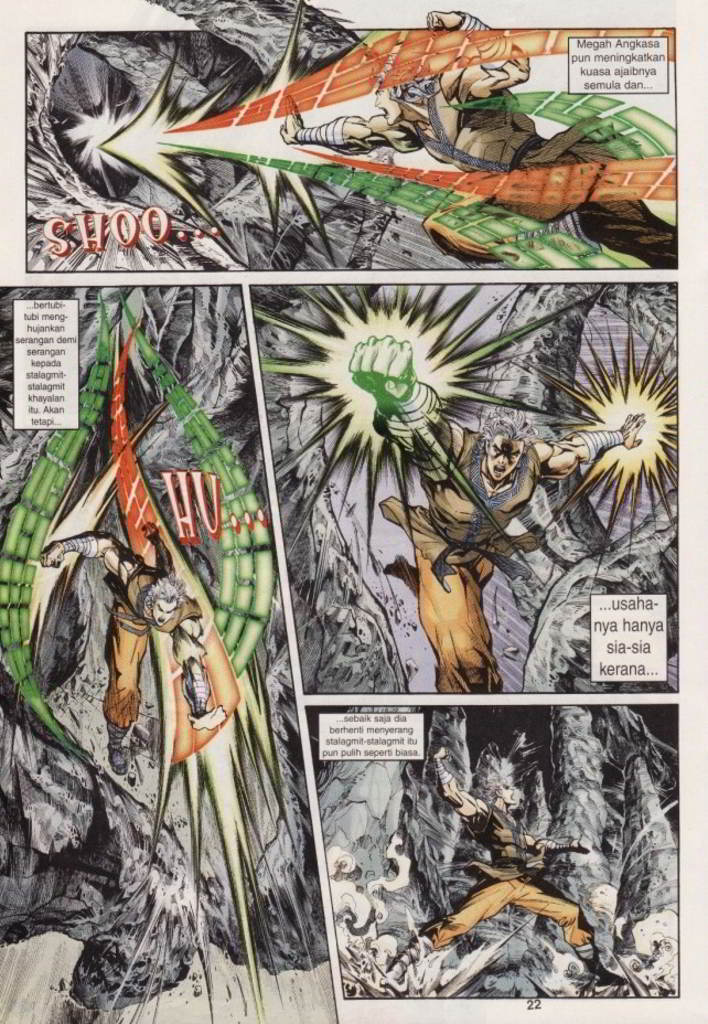 Megah Angkasa
pun meningkatkan
kuasa ajaibnya
semula dan...
SHOO...
...bertubi-
tubi meng-
hujankan
serangan demi
serangan
kepada
stalagmit-
stalagmit
khayalan
itu. Akan
tetapi...
HU...
...usaha-
nya hanya
sia-sia
kerana...
...sebaik saja dia
berhenti menyerang
stalagmit-stalagmit itu
pun pulih seperti biasa.
22